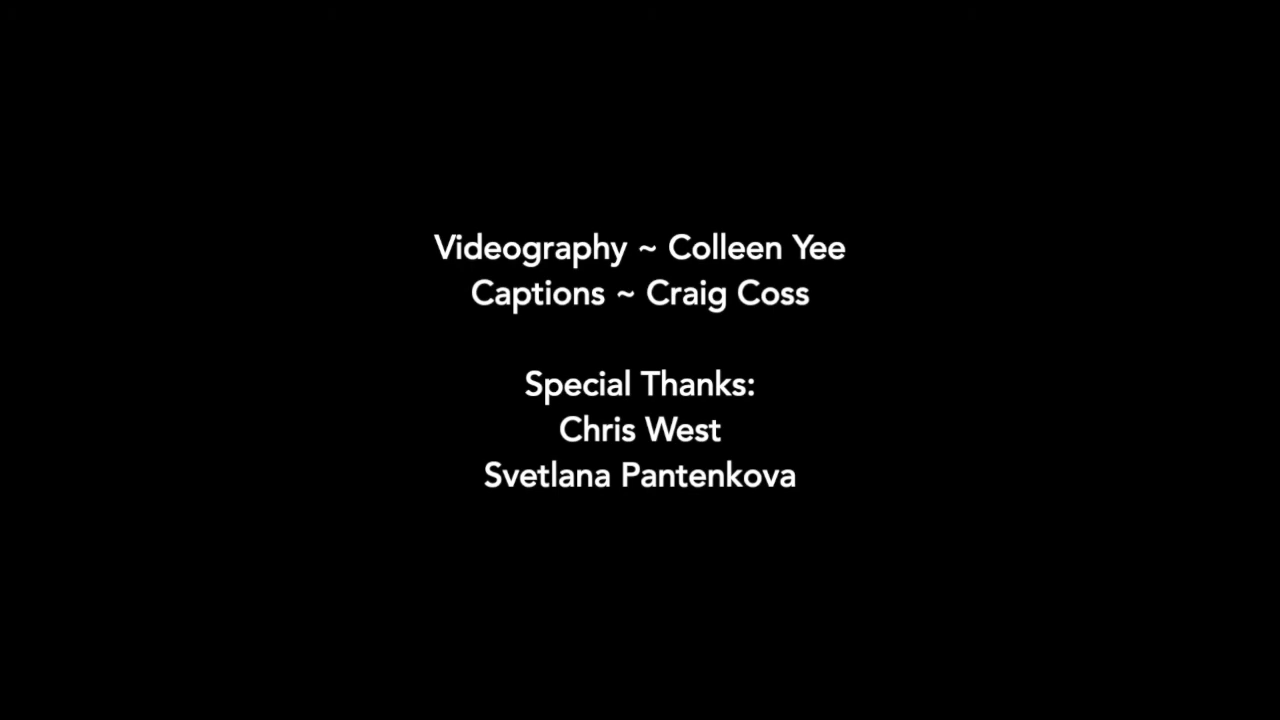 Videography ~ Colleen Yee
Captions ~ Craig Coss
Special Thanks:
Chris West
Svetlana Pantenkova